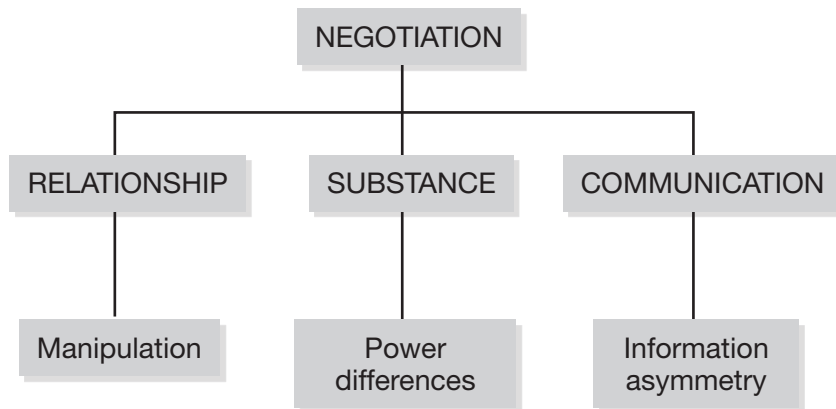 NEGOTIATION
RELATIONSHIP
SUBSTANCE
COMMUNICATION
Manipulation
Power
differences
Information
asymmetry